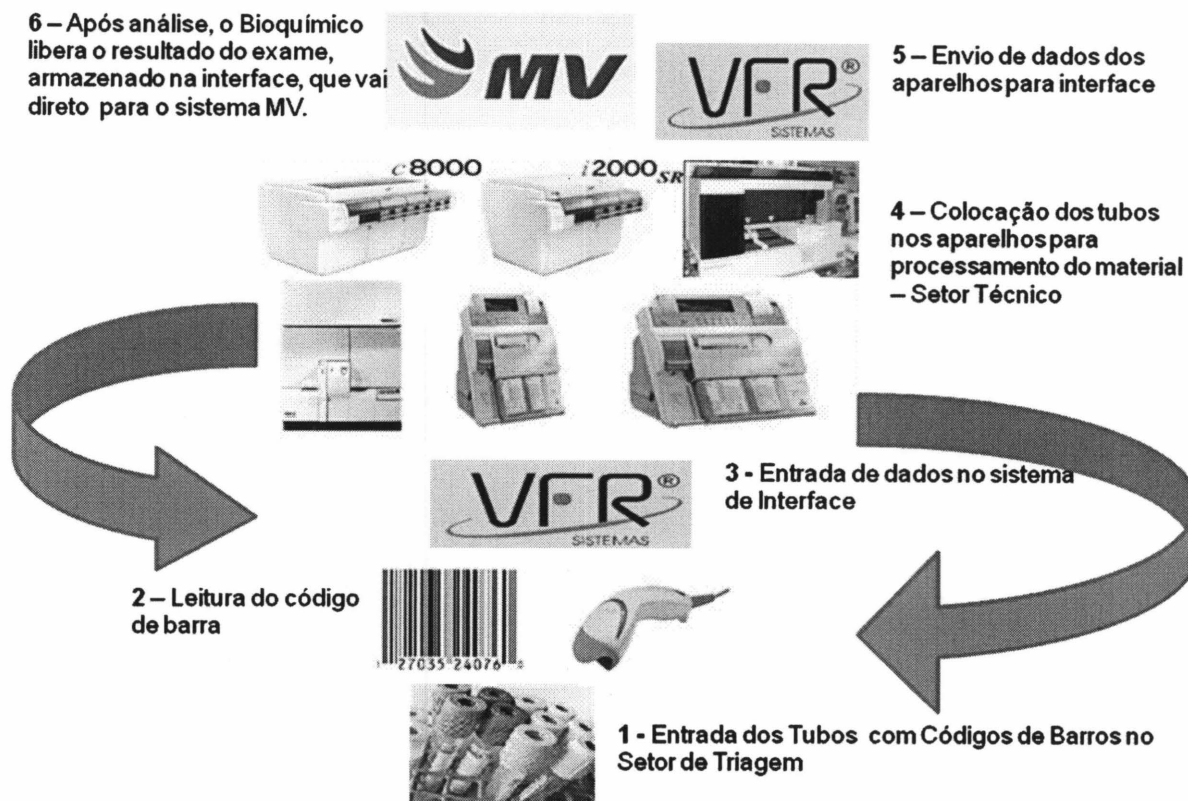 6 – Após análise, o Bioquímico
libera o resultado do exame,
armazenado na interface, que vai
direto para o sistema MV.
MV
VFR®
SISTEMAS
5 – Envio de dados dos
aparelhos para interface
c8000
i2000SR
4 – Colocação dos tubos
nos aparelhos para
processamento do material
– Setor Técnico
VFR®
SISTEMAS
3 - Entrada de dados no sistema
de Interface
2 – Leitura do código
de barra
27035 24076
1 - Entrada dos Tubos com Códigos de Barros no
Setor de Triagem